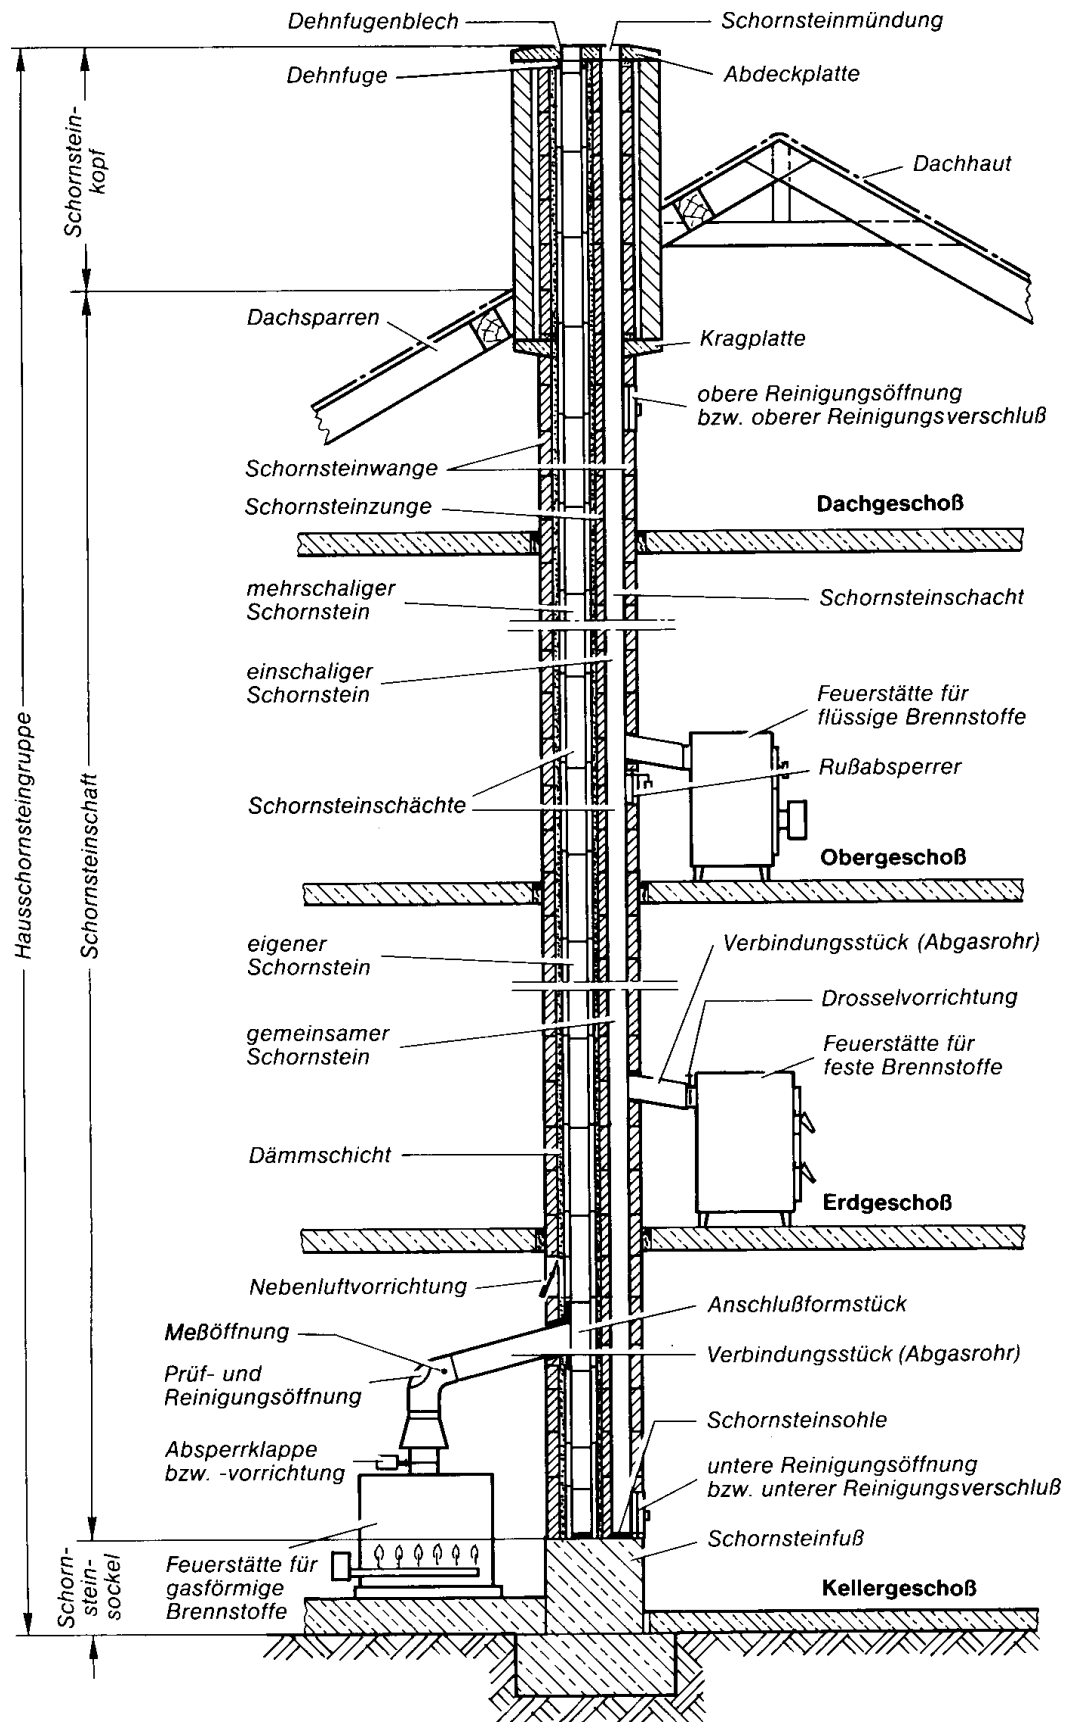 Dehnfugenblech
Schornsteinmündung
Dehnfuge
Abdeckplatte
Schornstein-
kopf
Dachhaut
Dachsparren
Kragplatte
obere Reinigungsöffnung
bzw. oberer Reinigungsverschluß
Schornsteinwange
Schornsteinzunge
Dachgeschoß
mehrschaliger
Schornstein
Schornsteinschacht
einschaliger
Schornstein
Feuerstätte für
flüssige Brennstoffe
Rußabsperrer
Schornsteinschächte
Obergeschoß
Hausschornsteingruppe
Schornsteinschaft
eigener
Schornstein
Verbindungsstück (Abgasrohr)
Drosselvorrichtung
gemeinsamer
Schornstein
Feuerstätte für
feste Brennstoffe
Dämmschicht
Erdgeschoß
Nebenluftvorrichtung
Anschlußformstück
Meßöffnung
Verbindungsstück (Abgasrohr)
Prüf- und
Reinigungsöffnung
Schornsteinsohle
Absperrklappe
bzw. -vorrichtung
untere Reinigungsöffnung
bzw. unterer Reinigungsverschluß
Schornsteinfuß
Schorn-
stein-
sockel
Feuerstätte für
gasförmige
Brennstoffe
Kellergeschoß